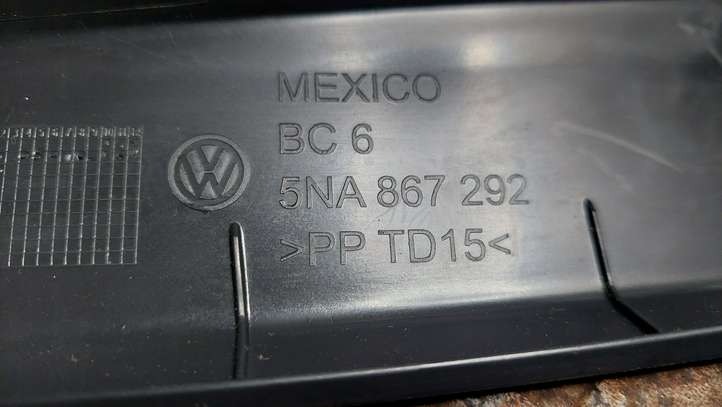 MEXICO
BC 6
5NA 867 292
>PP TD15<